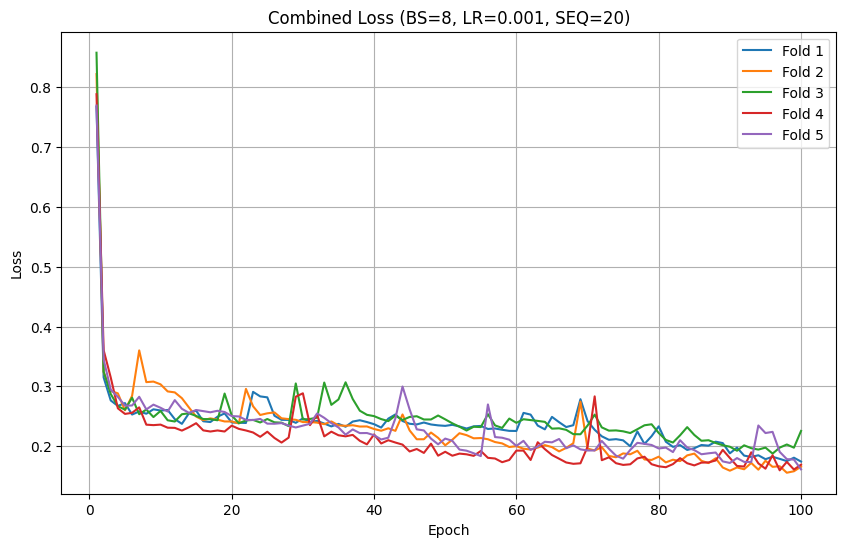 Combined Loss (BS=8, LR=0.001, SEQ=20)
Fold 1
Fold 2
Fold 3
Fold 4
Fold 5
Loss
0.8
0.7
0.6
0.5
0.4
0.3
0.2
0 20 40 60 80 100
Epoch